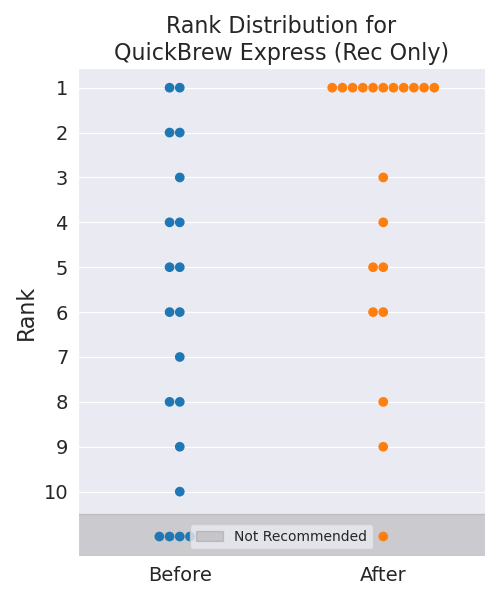 Rank Distribution for
QuickBrew Express (Rec Only)
Rank
1
2
3
4
5
6
7
8
9
10
Not Recommended
Before
After